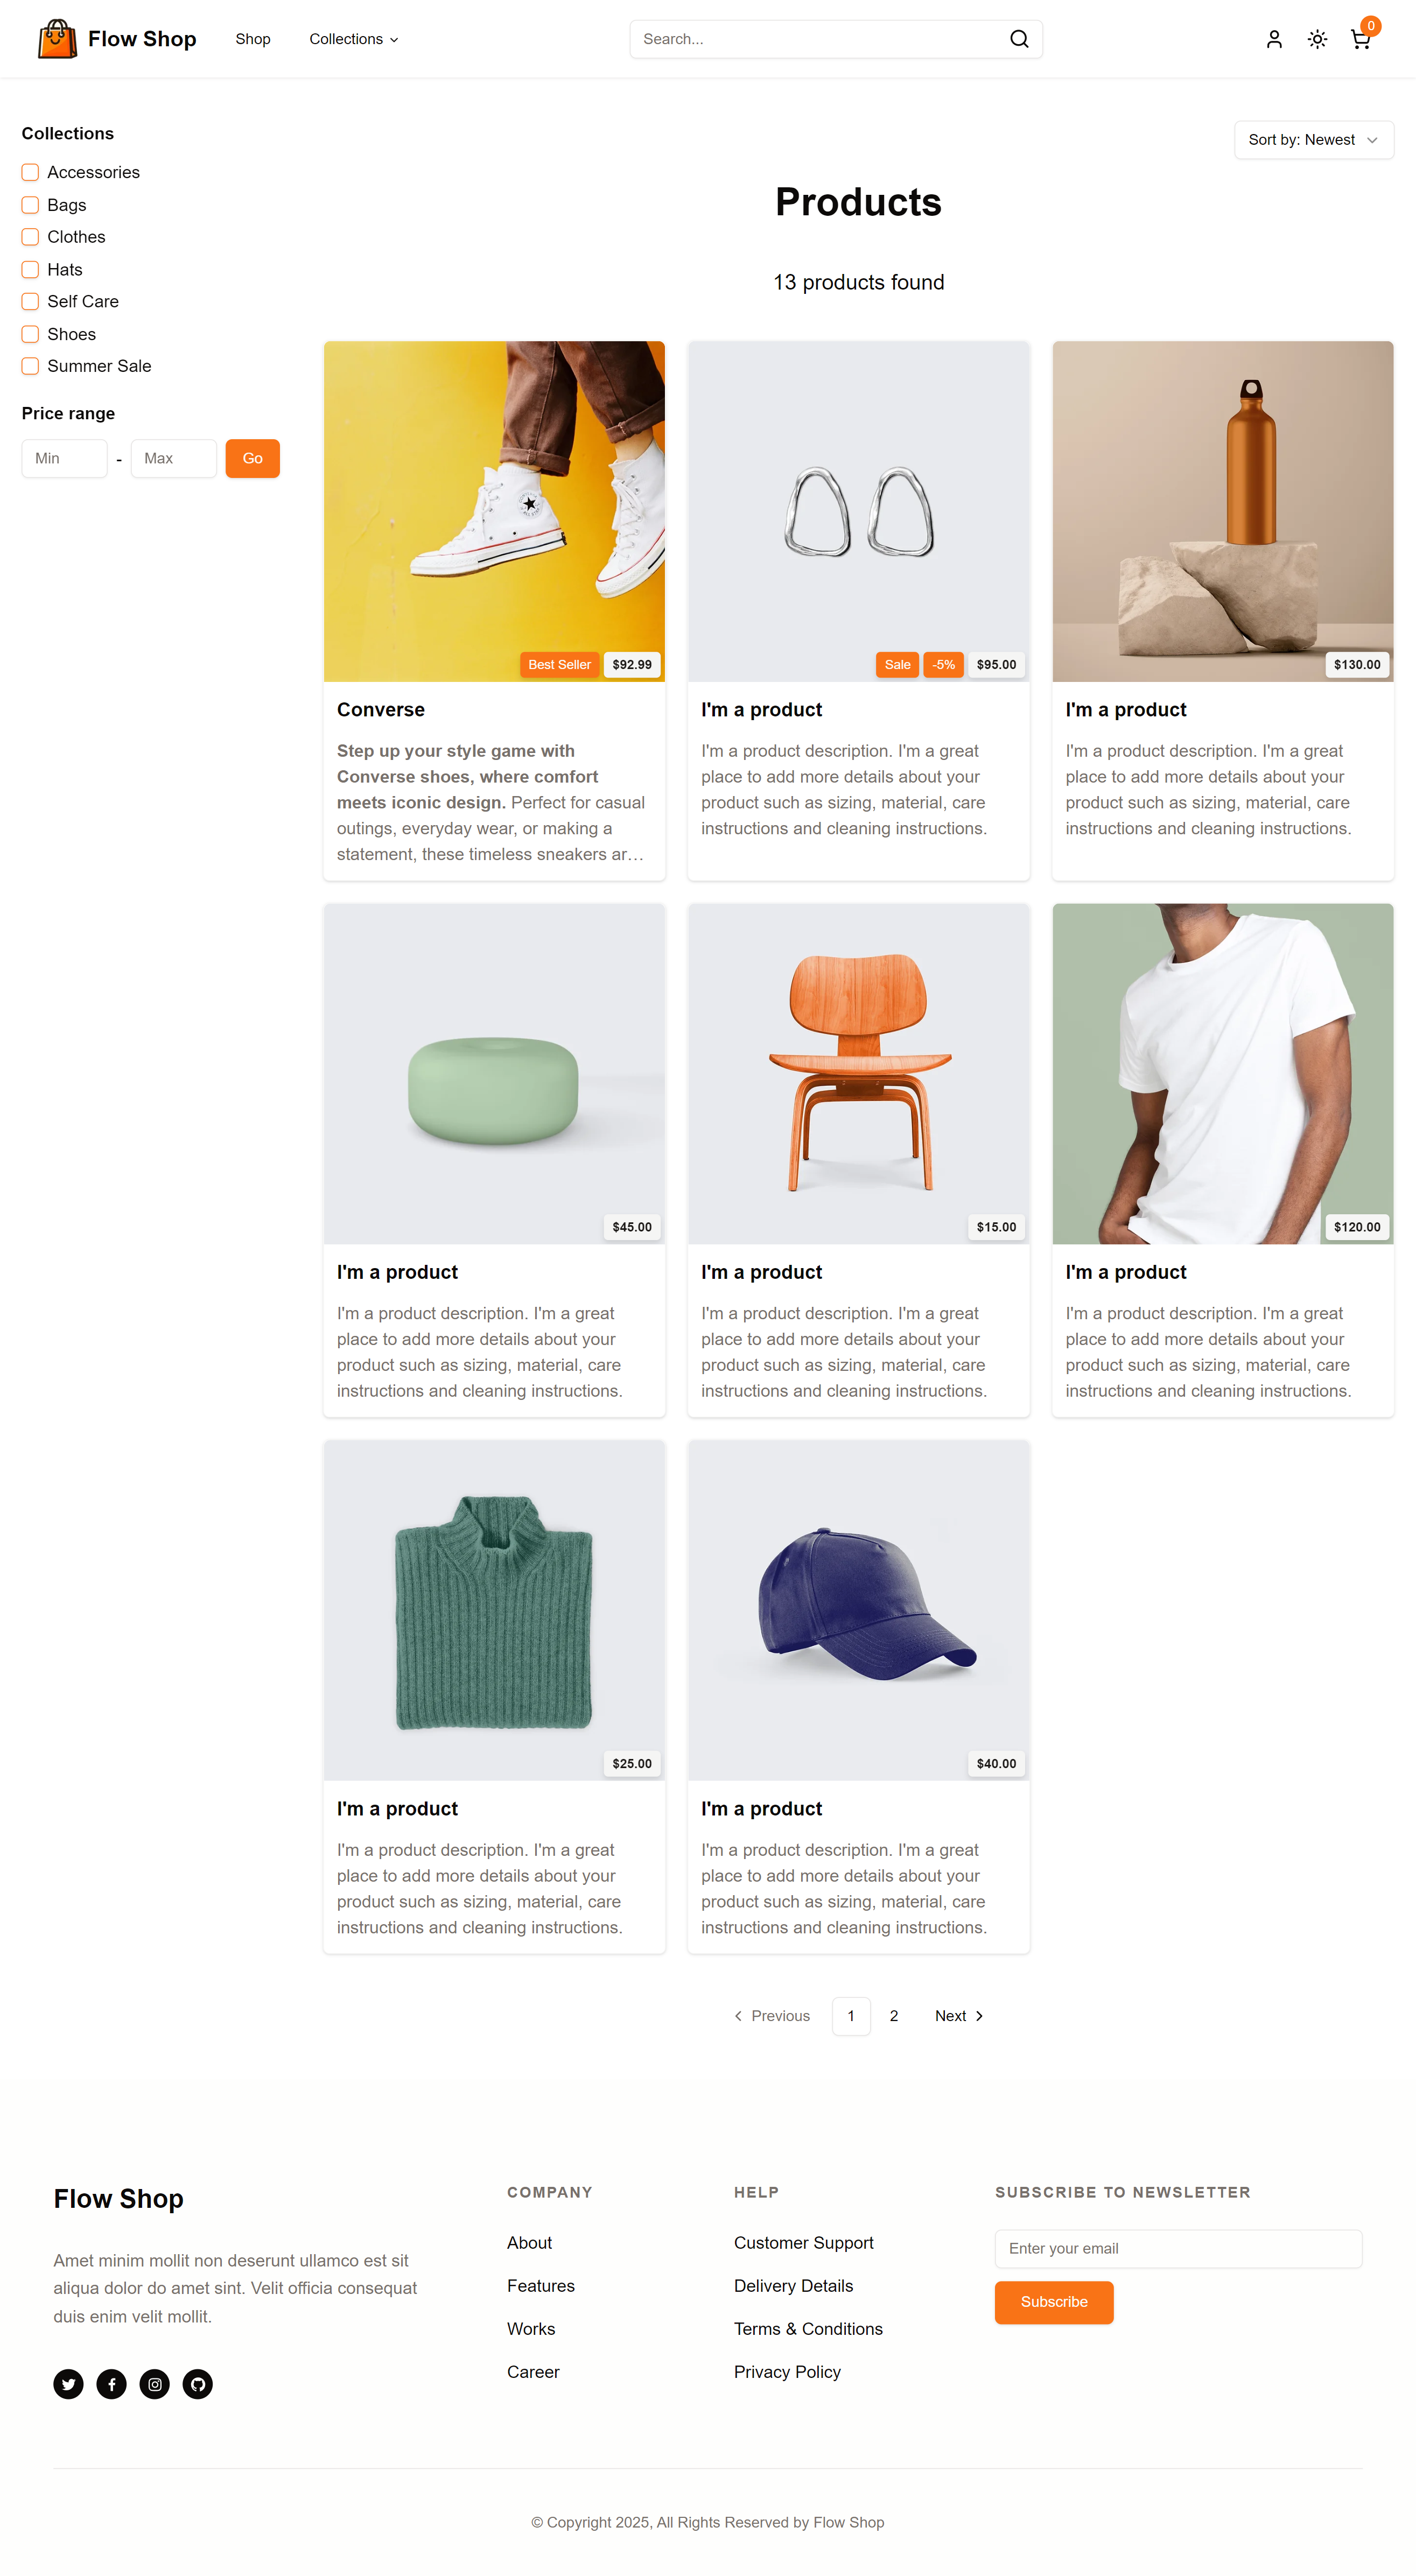 Flow Shop
Shop
Collections
Search...
0
Collections
Accessories
Bags
Clothes
Hats
Self Care
Shoes
Summer Sale
Price range
Min
-
Max
Go
Sort by: Newest
Products
13 products found
Best Seller
$92.99
Converse
Step up your style game with
Converse shoes, where comfort
meets iconic design. Perfect for casual
outings, everyday wear, or making a
statement, these timeless sneakers ar...
Sale
-5%
$95.00
I'm a product
I'm a product description. I'm a great
place to add more details about your
product such as sizing, material, care
instructions and cleaning instructions.
$130.00
I'm a product
I'm a product description. I'm a great
place to add more details about your
product such as sizing, material, care
instructions and cleaning instructions.
$45.00
I'm a product
I'm a product description. I'm a great
place to add more details about your
product such as sizing, material, care
instructions and cleaning instructions.
$15.00
I'm a product
I'm a product description. I'm a great
place to add more details about your
product such as sizing, material, care
instructions and cleaning instructions.
$120.00
I'm a product
I'm a product description. I'm a great
place to add more details about your
product such as sizing, material, care
instructions and cleaning instructions.
$25.00
I'm a product
I'm a product description. I'm a great
place to add more details about your
product such as sizing, material, care
instructions and cleaning instructions.
$40.00
I'm a product
I'm a product description. I'm a great
place to add more details about your
product such as sizing, material, care
instructions and cleaning instructions.
Previous
1
2
Next
Flow Shop
Amet minim mollit non deserunt ullamco est sit
aliqua dolor do amet sint. Velit officia consequat
duis enim velit mollit.
COMPANY
About
Features
Works
Career
HELP
Customer Support
Delivery Details
Terms & Conditions
Privacy Policy
SUBSCRIBE TO NEWSLETTER
Enter your email
Subscribe
© Copyright 2025, All Rights Reserved by Flow Shop